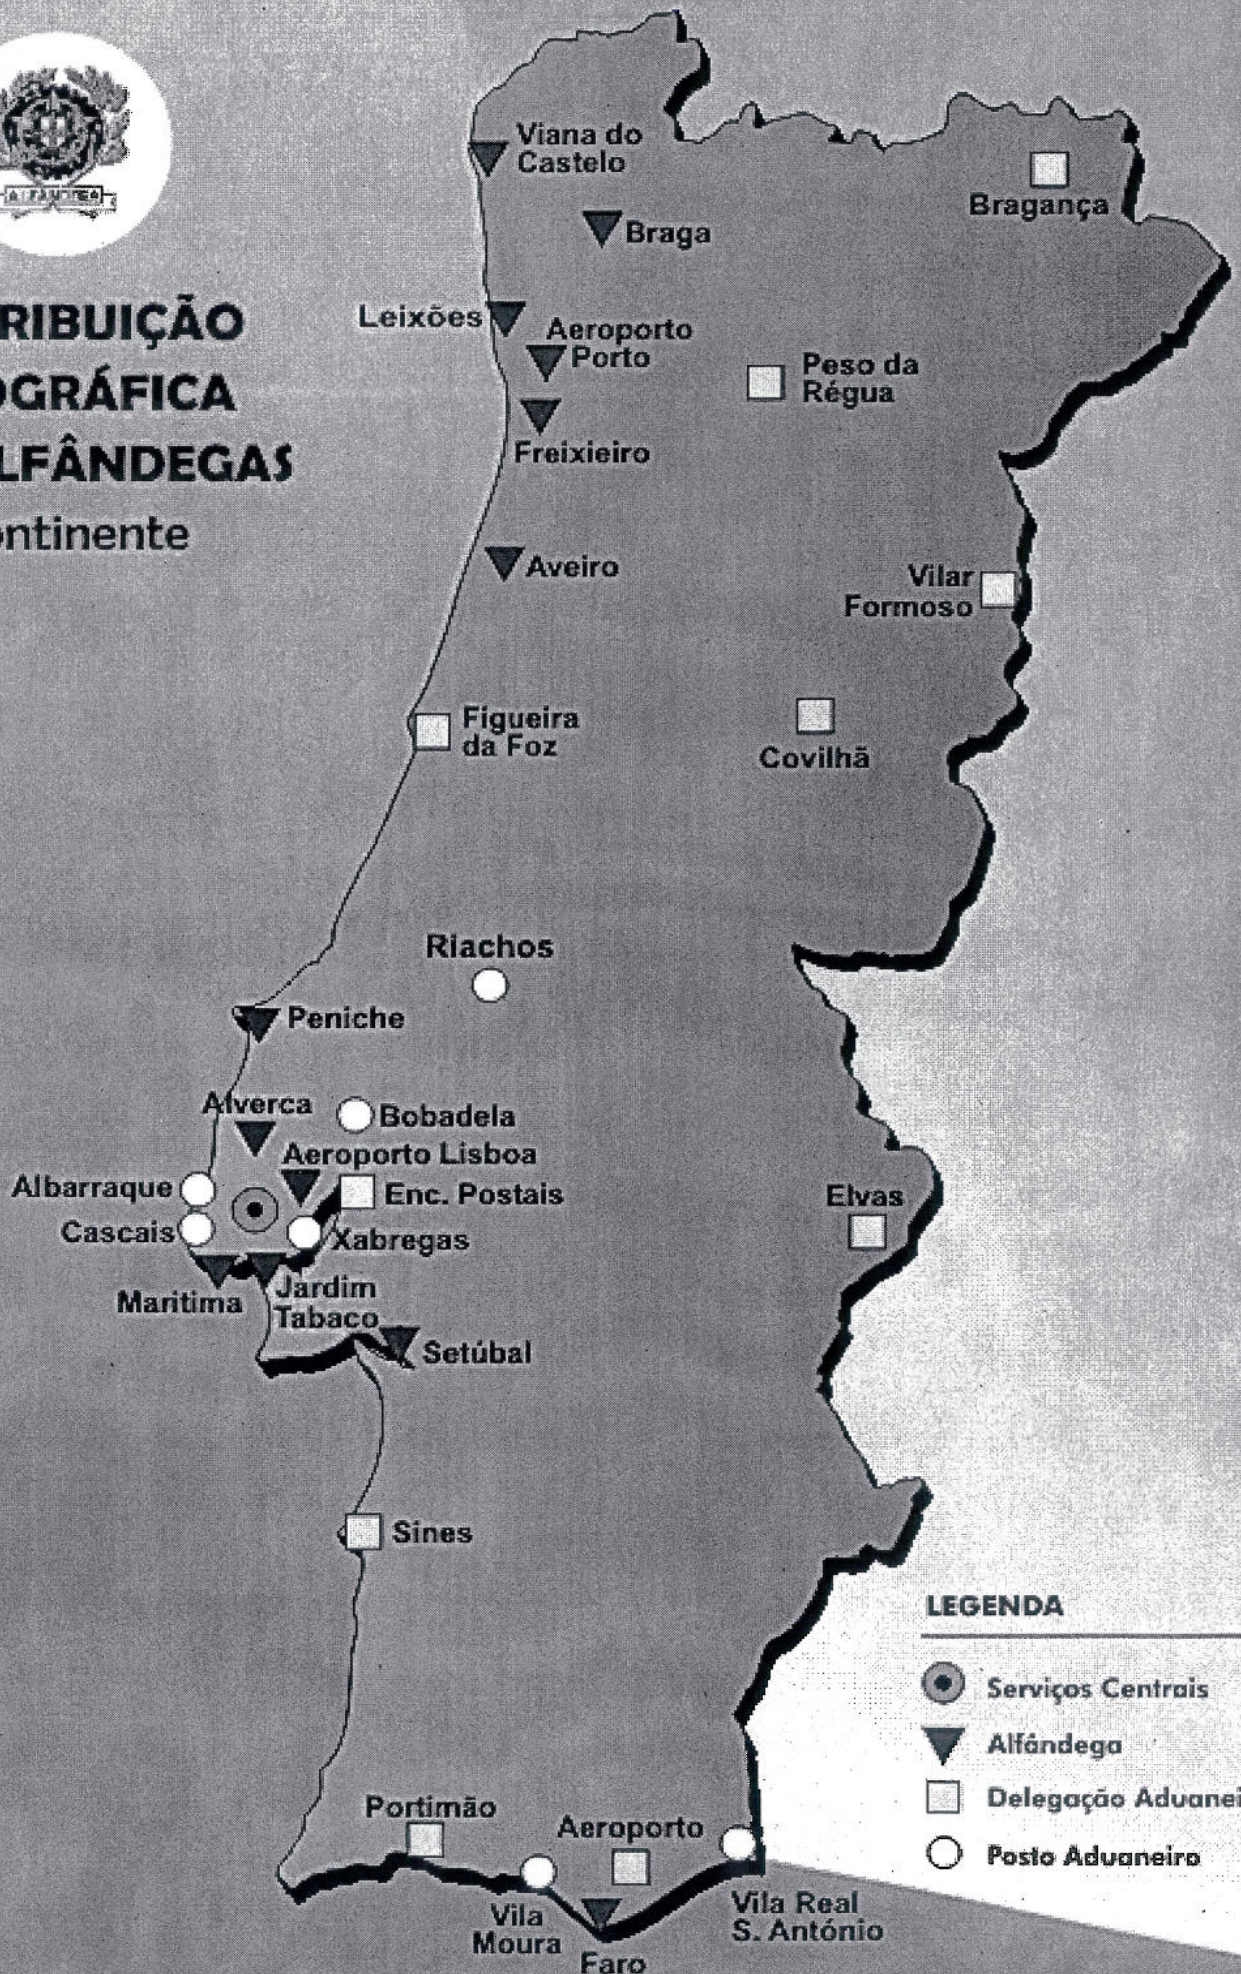 ALFÂNDEGA
RIBUIÇÃO
OGRÁFICA
LFÂNDEGAS
ontinente
Viana do
Castelo
Bragança
Braga
Leixões
Aeroporto
Porto
Peso da
Régua
Freixieiro
Aveiro
Vilar
Formoso
Figueira
da Foz
Covilhã
Riachos
Peniche
Alverca
Bobadela
Aeroporto Lisboa
Albarraque
Enc. Postais
Elvas
Cascais
Xabregas
Maritima
Jardim
Tabaco
Setúbal
Sines
LEGENDA
Serviços Centrais
Alfândega
Delegação Aduanei
Posto Aduaneiro
Portimão
Aeroporto
Vila
Moura
Faro
Vila Real
S. António